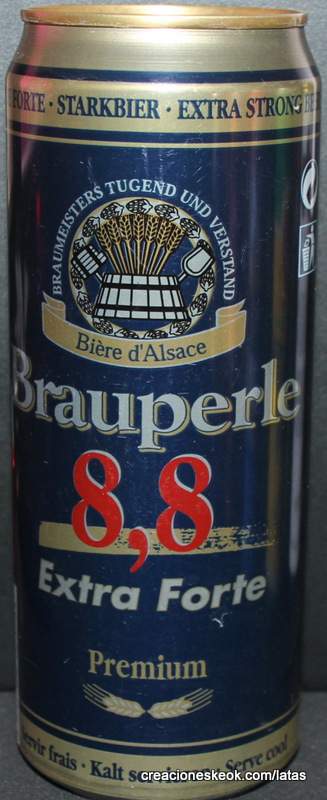 FORTE · STARKBIER · EXTRA STRONG
BRAUMEISTERS TUGEND UND VERSTAND
Bière d'Alsace
Brauperle
8,8
Extra Forte
Premium
servir frais · Kalt · Serve cool
creacioneskeok.com/latas